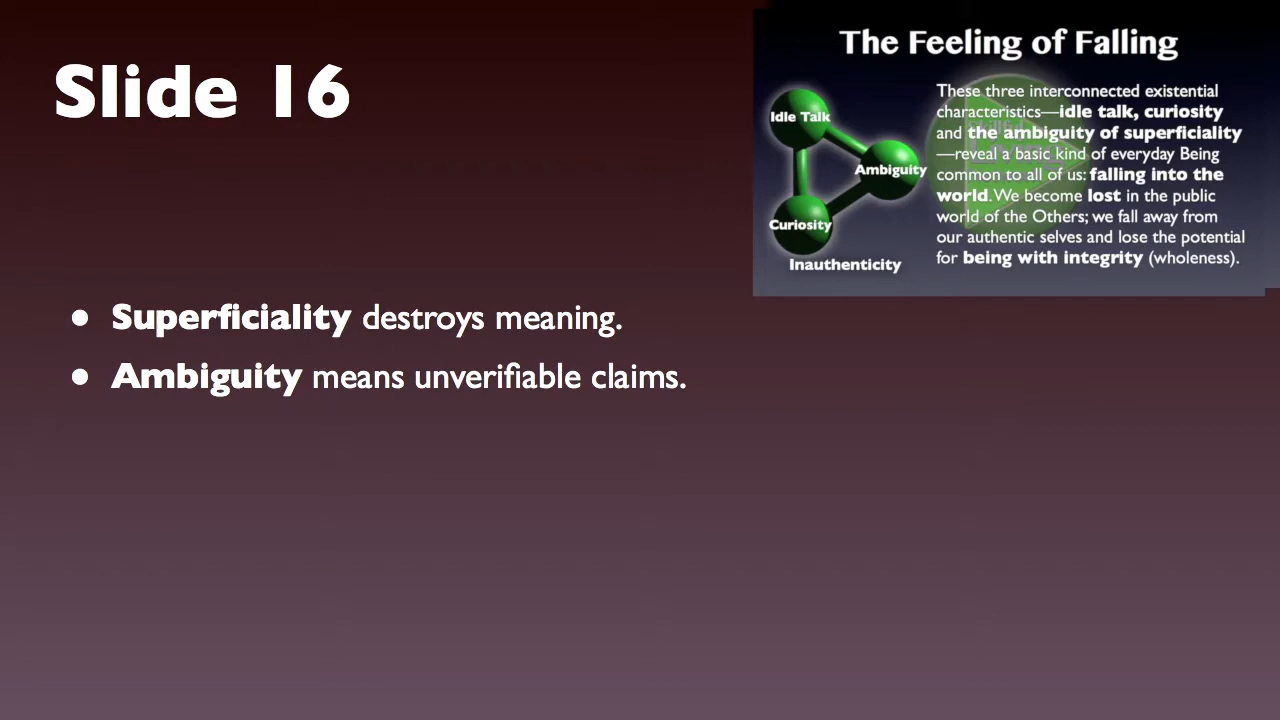 Slide 16
The Feeling of Falling
Idle Talk
Ambiguity
Curiosity
Inauthenticity
These three interconnected existential
characteristics—idle talk, curiosity
and the ambiguity of superficiality
—reveal a basic kind of everyday Being
common to all of us: falling into the
world. We become lost in the public
world of the Others; we fall away from
our authentic selves and lose the potential
for being with integrity (wholeness).
• Superficiality destroys meaning.
• Ambiguity means unverifiable claims.